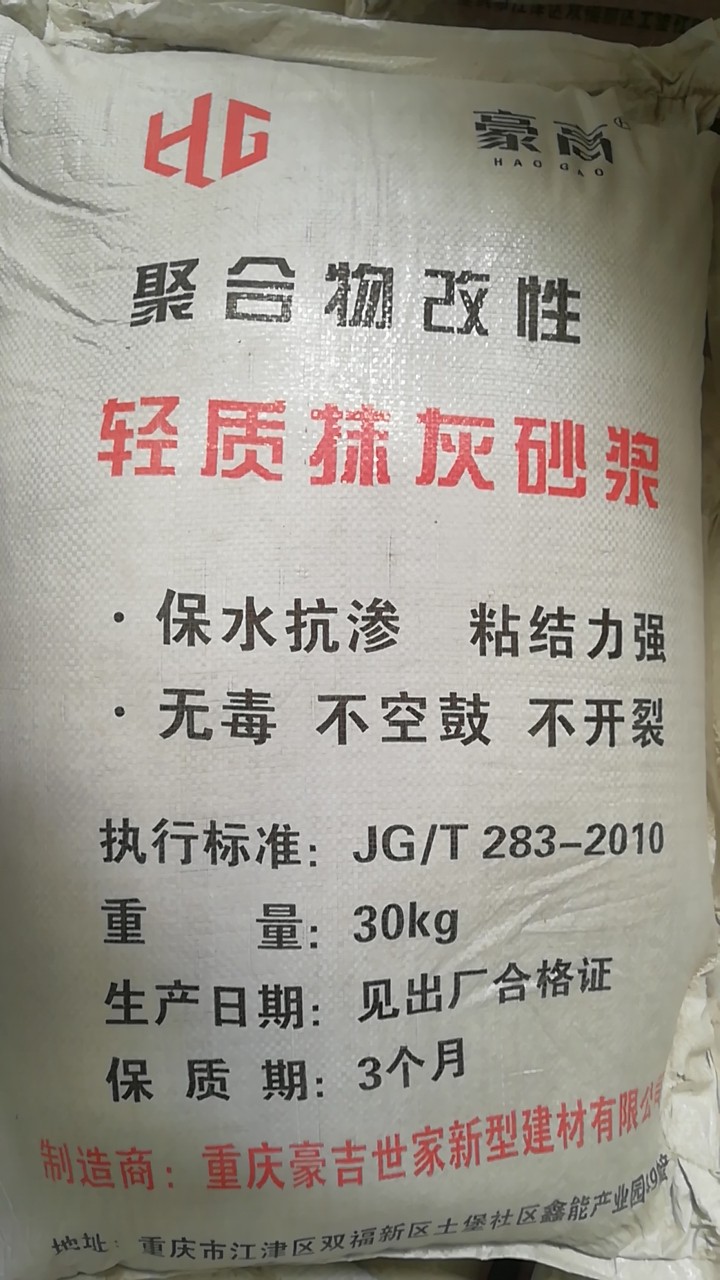 HG
豪高®
HAO GAO
聚合物改性
轻质抹灰砂浆
·保水抗渗 粘结力强
·无毒 不空鼓 不开裂
执行标准：JG/T 283-2010
重 量：30kg
生产日期：见出厂合格证
保 质 期：3个月
制造商：重庆豪吉世家新型建材有限公司
地址：重庆市江津区双福新区土堡社区鑫能产业园